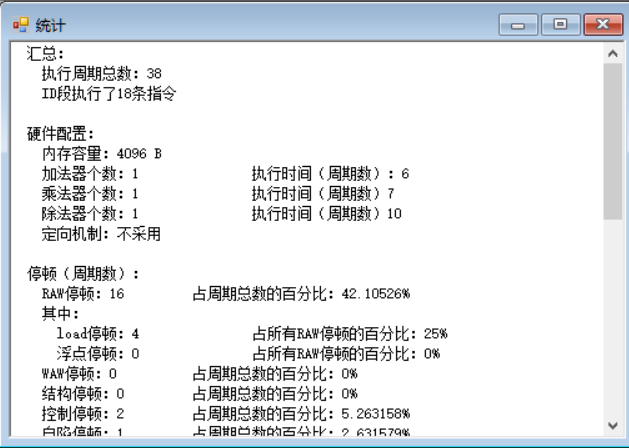 统计
汇总:
执行周期总数: 38
ID段执行了18条指令
硬件配置:
内存容量: 4096 B
加法器个数: 1 执行时间（周期数）: 6
乘法器个数: 1 执行时间（周期数）7
除法器个数: 1 执行时间（周期数）10
定向机制: 不采用
停顿（周期数）:
RAW停顿: 16 占周期总数的百分比: 42.10526%
其中:
load停顿: 4 占所有RAW停顿的百分比: 25%
浮点停顿: 0 占所有RAW停顿的百分比: 0%
WAW停顿: 0 占周期总数的百分比: 0%
结构停顿: 0 占周期总数的百分比: 0%
控制停顿: 2 占周期总数的百分比: 5.263158%
自陷停顿: 1 占周期总数的百分比: 2.631579%